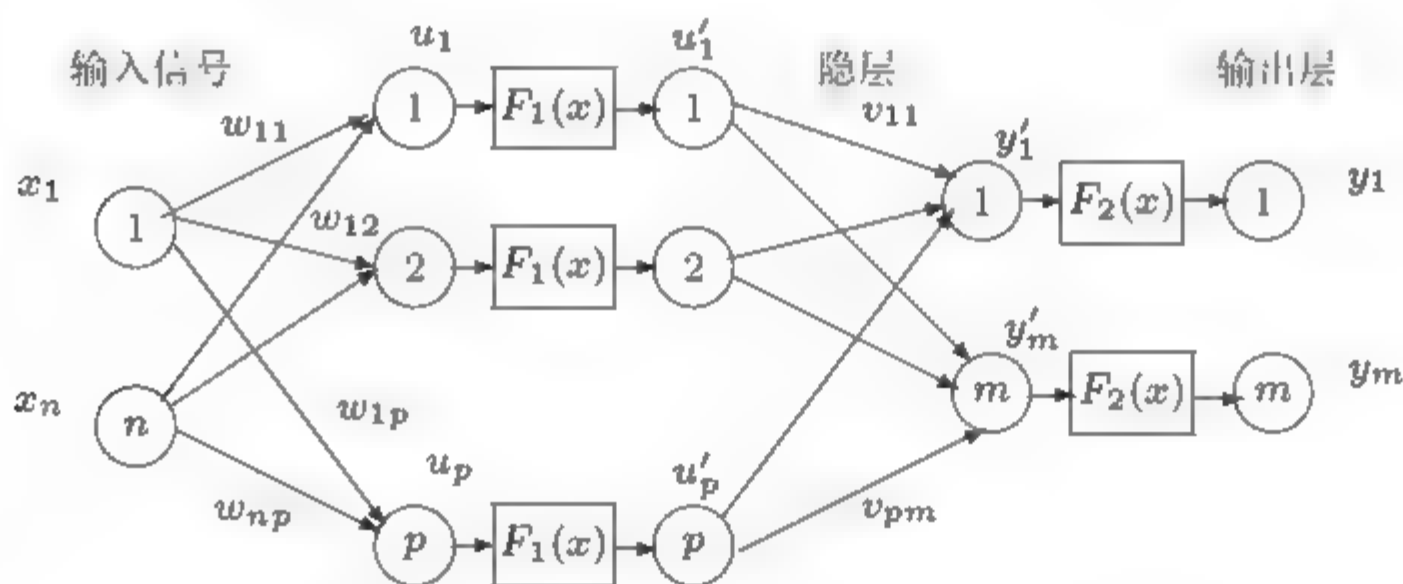 u₁ u′₁
输入信号 隐层 输出层
1 F₁(x) 1
w₁₁ v₁₁
y′₁
x₁ y₁
1 w₁₂ 1 F₂(x) 1
2 F₁(x) 2
y′ₘ
xₙ yₘ
n w₁ₚ m F₂(x) m
uₚ u′ₚ
wₙₚ vₚₘ
p F₁(x) p